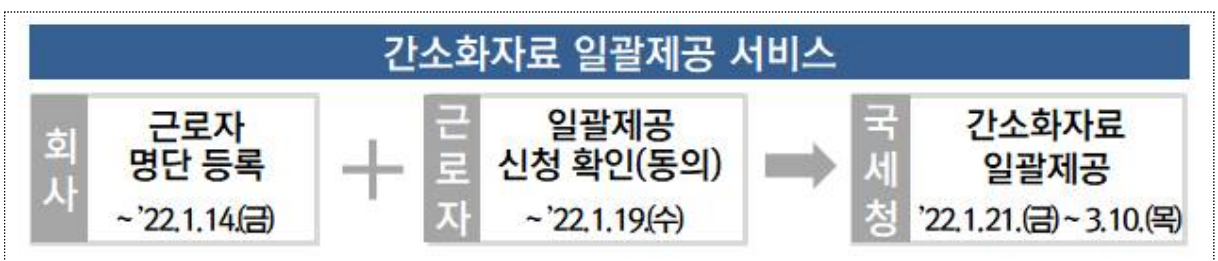 간소화자료 일괄제공 서비스
회사
근로자
명단 등록
~ '22.1.14.(금)
+
근로자
일괄제공
신청 확인(동의)
~ '22.1.19.(수)
국세청
간소화자료
일괄제공
'22.1.21.(금) ~ 3.10.(목)